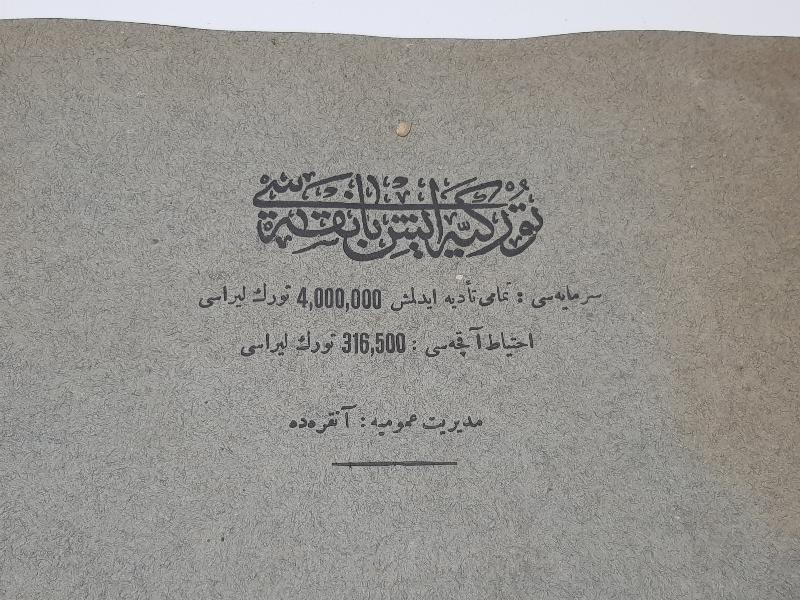 توركیه ایش بانقه‌سی
سرمایه‌سی : تمامی تأدیه ایدلمش 4,000,000 تورك لیراسی
احتیاط آقچه‌سی : 316,500 تورك لیراسی
مدیریت عمومیه : آنقره‌ده